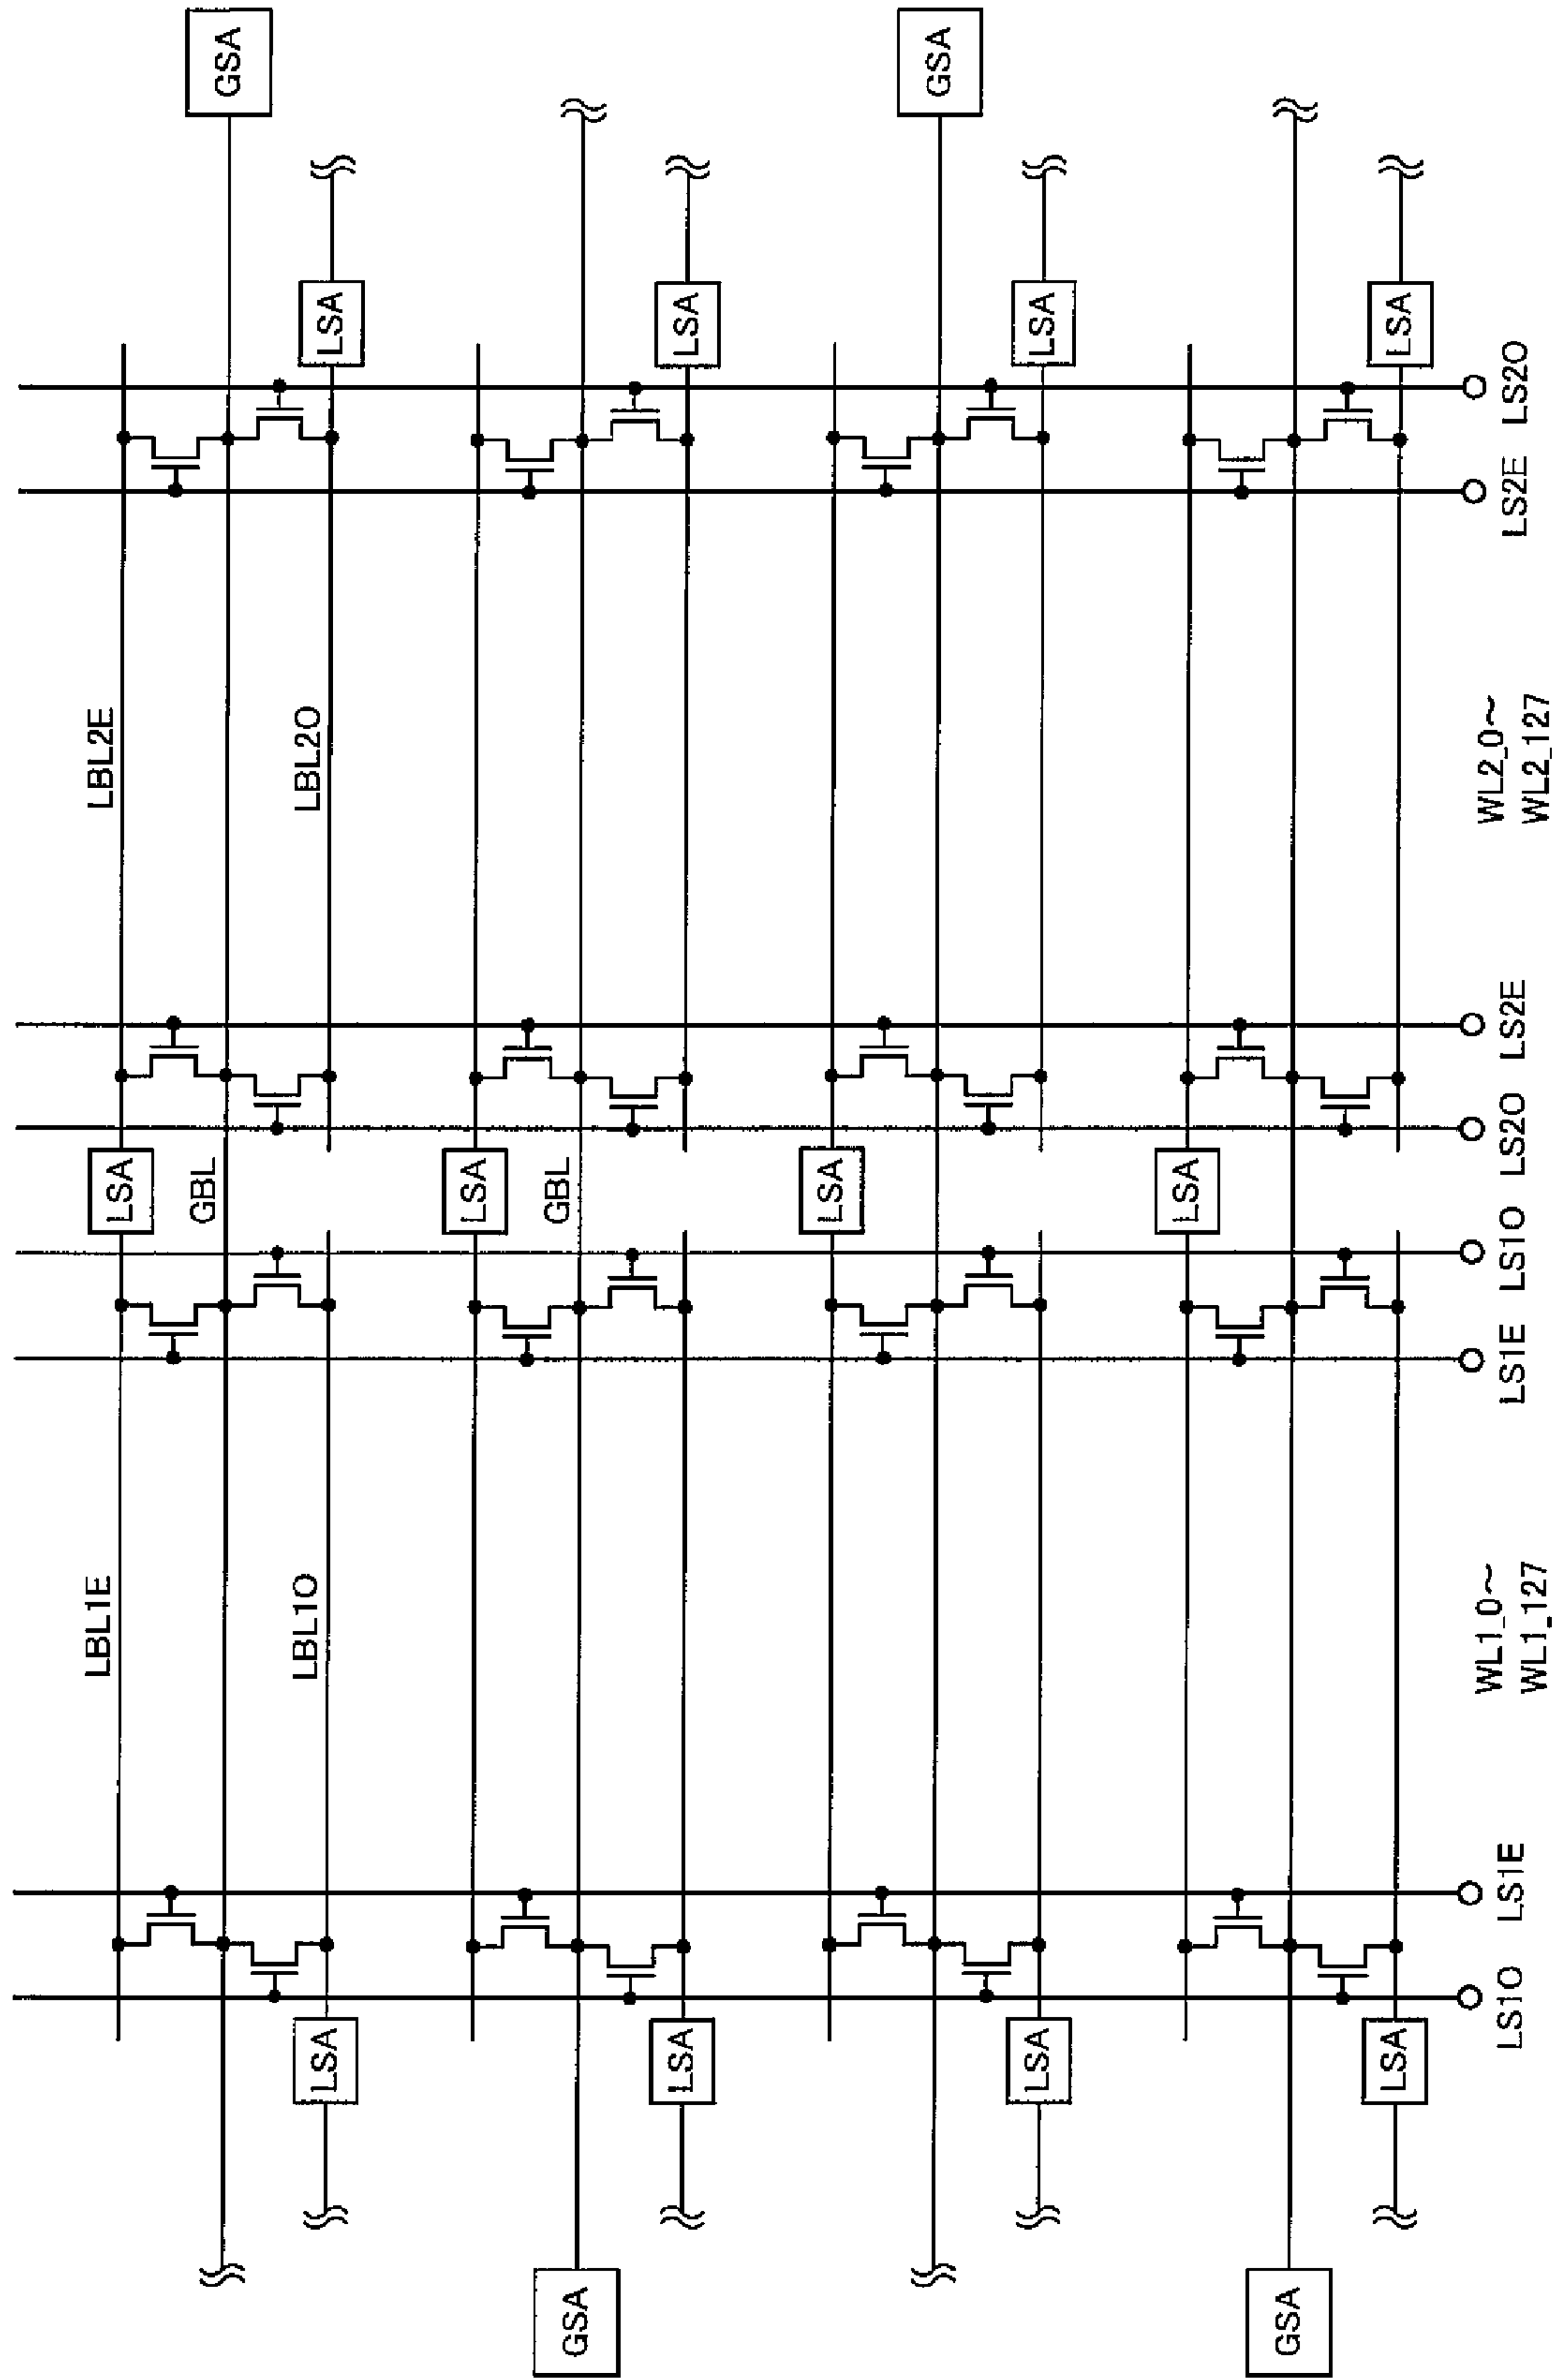 LBL1E
LSA
LBL2E
GBL
GSA
LSA
LBL1O
LBL2O
LSA
LSA
GSA
GBL
LSA
LSA
LSA
GSA
LSA
LSA
LSA
GSA
LSA
LSA
LS1O
LS1E
WL1_0~
WL1_127
LS1E
LS1O
LS2O
LS2E
WL2_0~
WL2_127
LS2E
LS2O